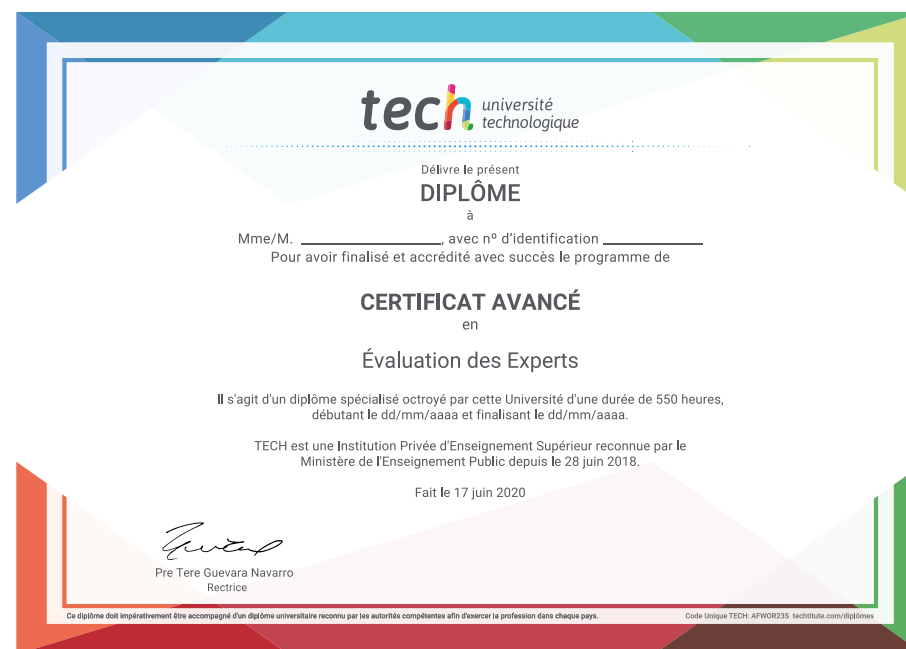 tech université
technologique
Délivre le présent
DIPLÔME
à
Mme/M. ____________________, avec nº d'identification ______________
Pour avoir finalisé et accrédité avec succès le programme de
CERTIFICAT AVANCÉ
en
Évaluation des Experts
Il s'agit d'un diplôme spécialisé octroyé par cette Université d'une durée de 550 heures,
débutant le dd/mm/aaaa et finalisant le dd/mm/aaaa.
TECH est une Institution Privée d'Enseignement Supérieur reconnue par le
Ministère de l'Enseignement Public depuis le 28 juin 2018.
Fait le 17 juin 2020
Pre Tere Guevara Navarro
Rectrice
Ce diplôme doit impérativement être accompagné d'un diplôme universitaire reconnu par les autorités compétentes afin d'exercer la profession dans chaque pays.
Code Unique TECH: AFWOR23S techtitute.com/diplômes